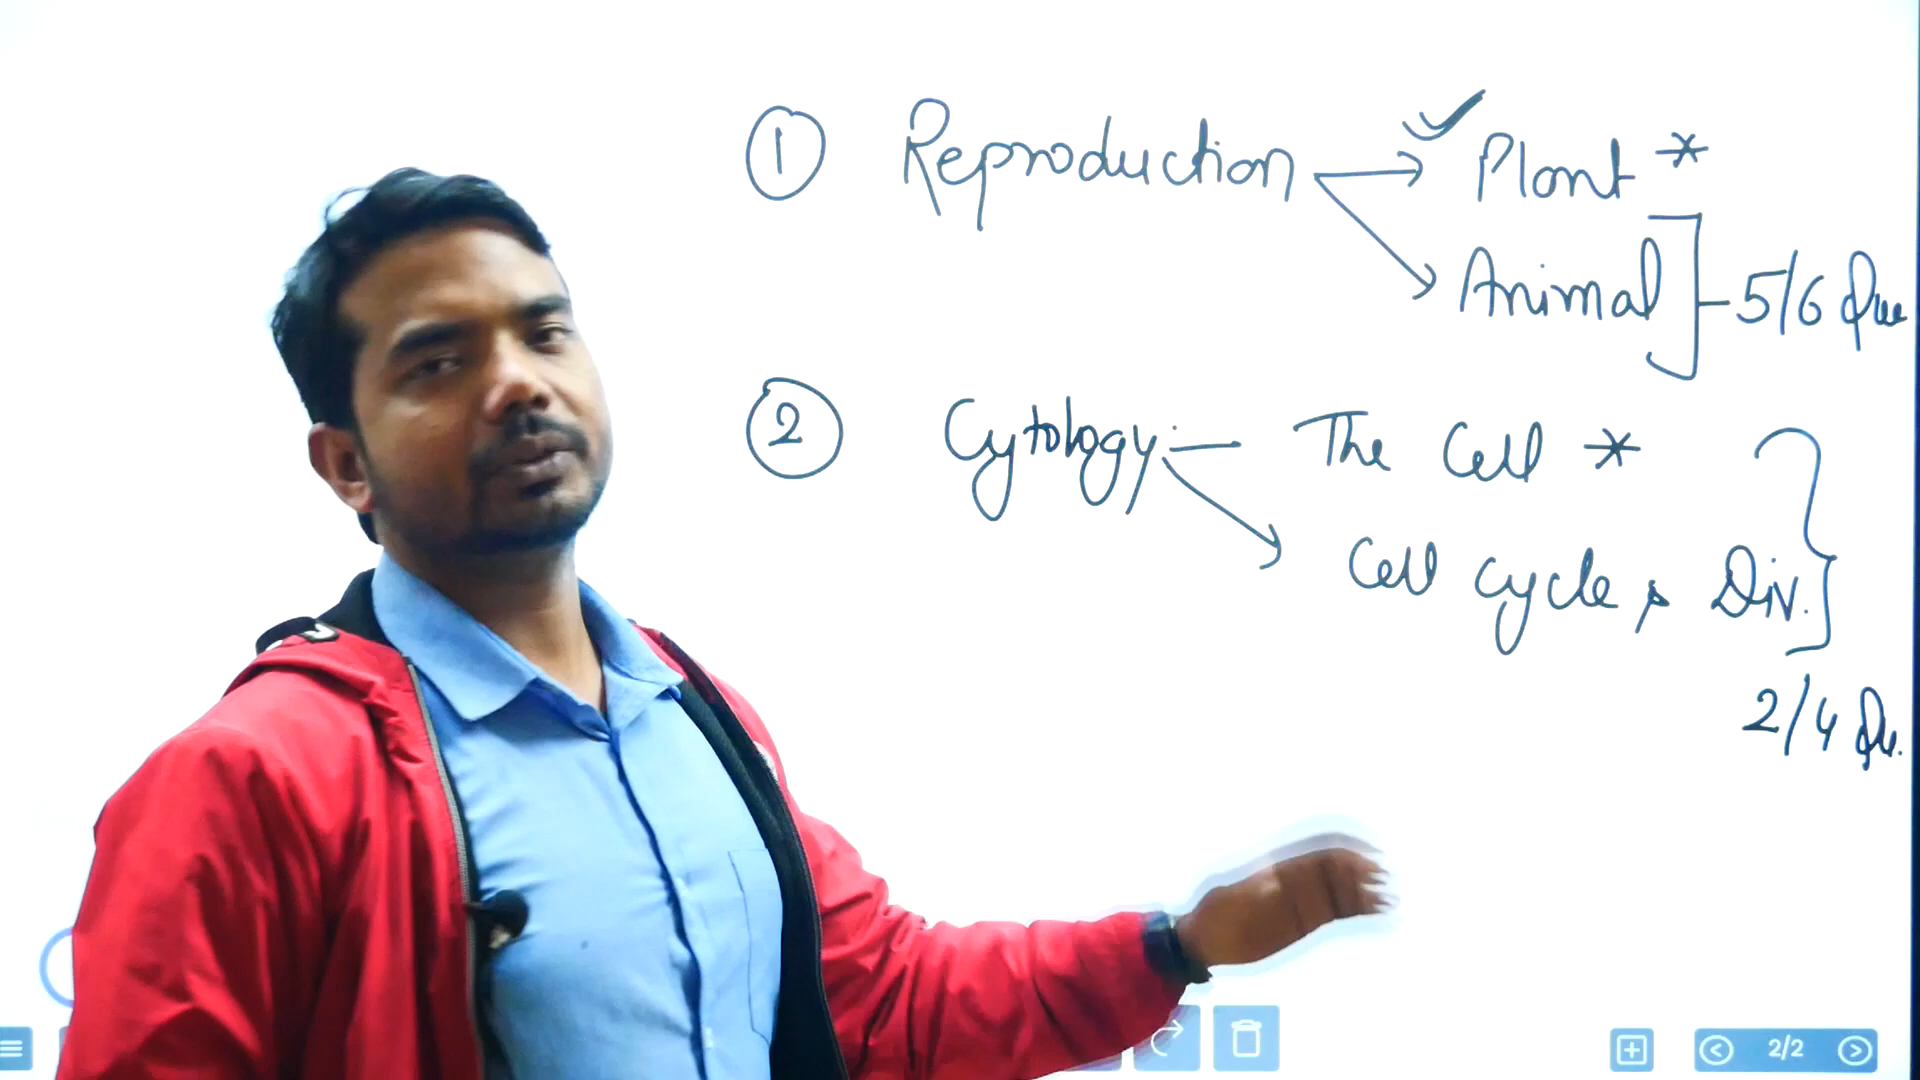 1 Reproduction → Plant *
→ Animal ] - 5/6 Que
2 Cytology - The Cell *
→ Cell cycle, Div.
2/4 Qu.
2/2